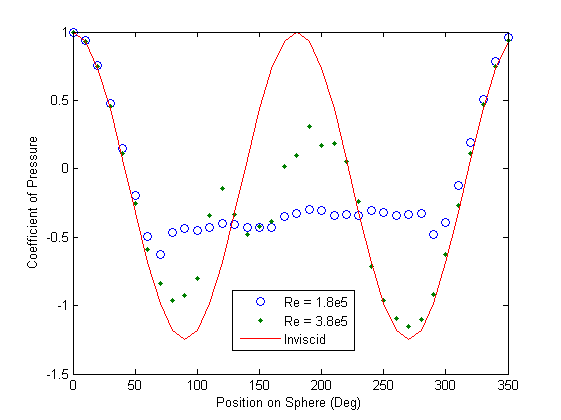 1
0.5
0
-0.5
-1
-1.5
Coefficient of Pressure
0 50 100 150 200 250 300 350
Position on Sphere (Deg)
Re = 1.8e5
Re = 3.8e5
Inviscid